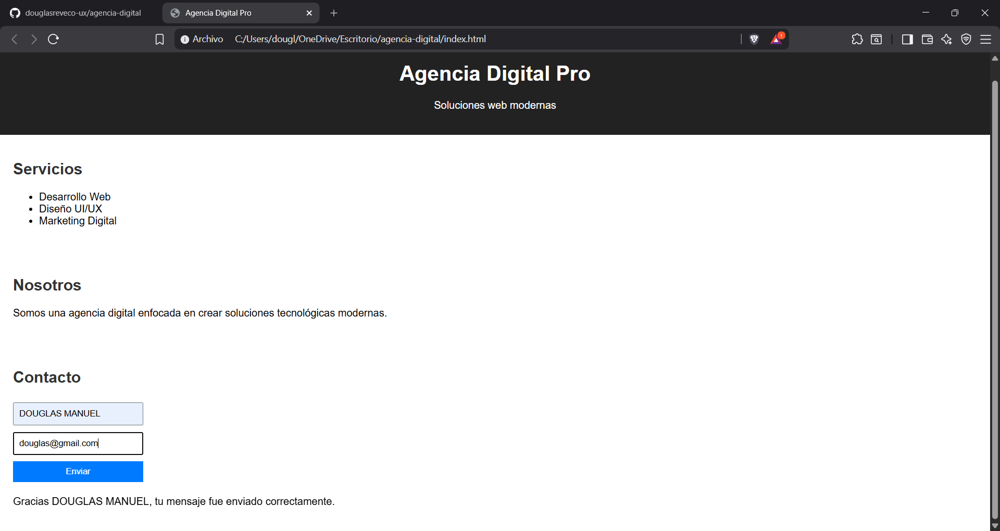 douglasreveco-ux/agencia-digital
Agencia Digital Pro
Archivo C:/Users/dougl/OneDrive/Escritorio/agencia-digital/index.html
1
Agencia Digital Pro
Soluciones web modernas
Servicios
• Desarrollo Web
• Diseño UI/UX
• Marketing Digital
Nosotros
Somos una agencia digital enfocada en crear soluciones tecnológicas modernas.
Contacto
DOUGLAS MANUEL
douglas@gmail.com
Enviar
Gracias DOUGLAS MANUEL, tu mensaje fue enviado correctamente.